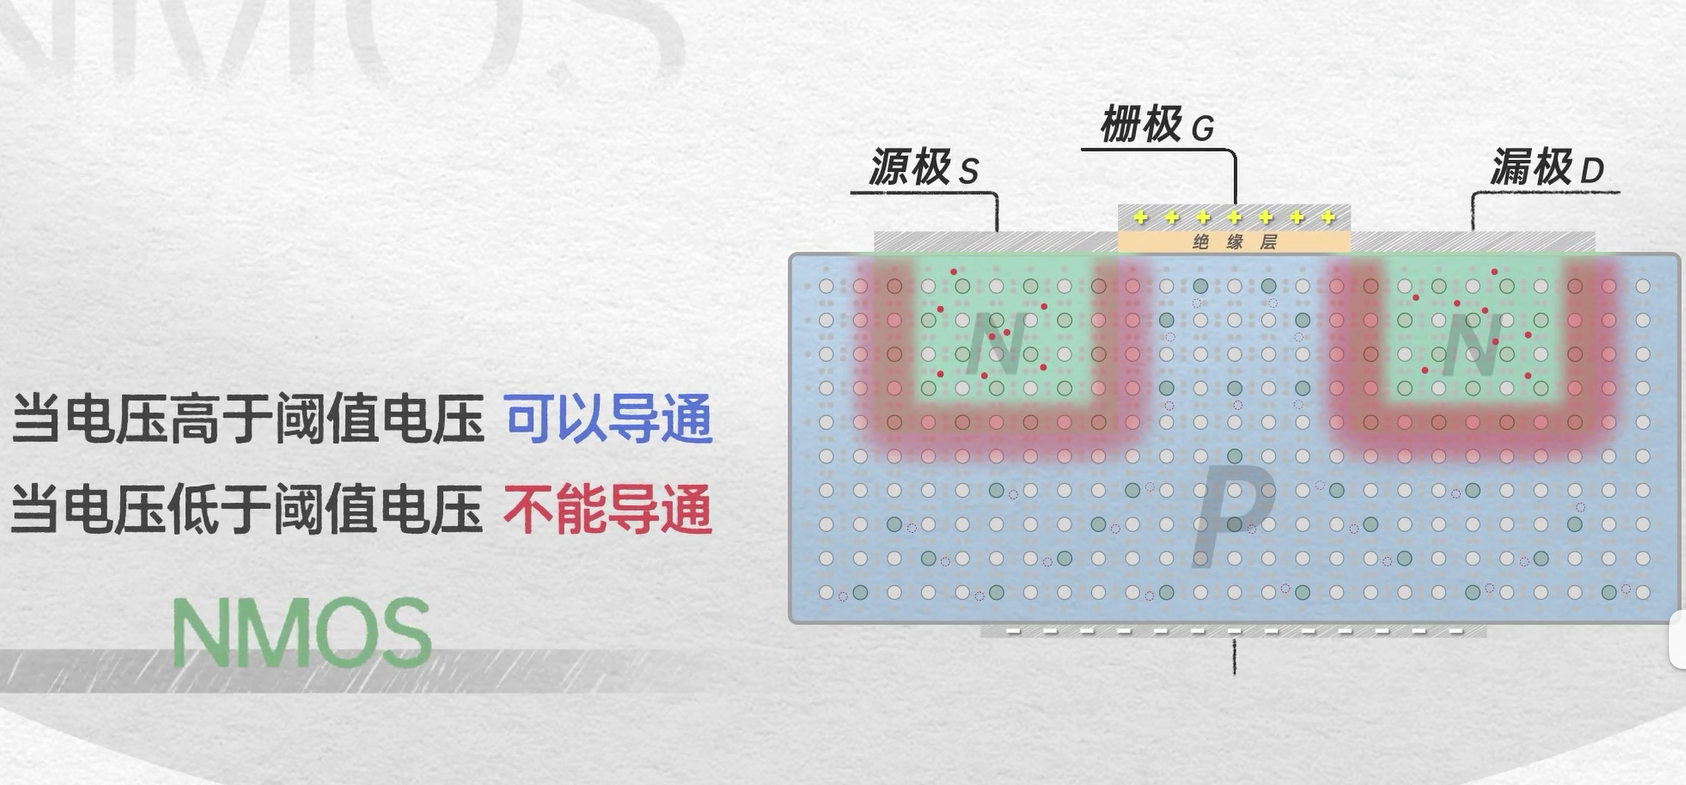 NMOS
栅极 G
源极 S
漏极 D
+ + + + + + +
绝缘层
N
N
当电压高于阈值电压 可以导通
当电压低于阈值电压 不能导通
P
NMOS
- - - - - - - - - - - - -